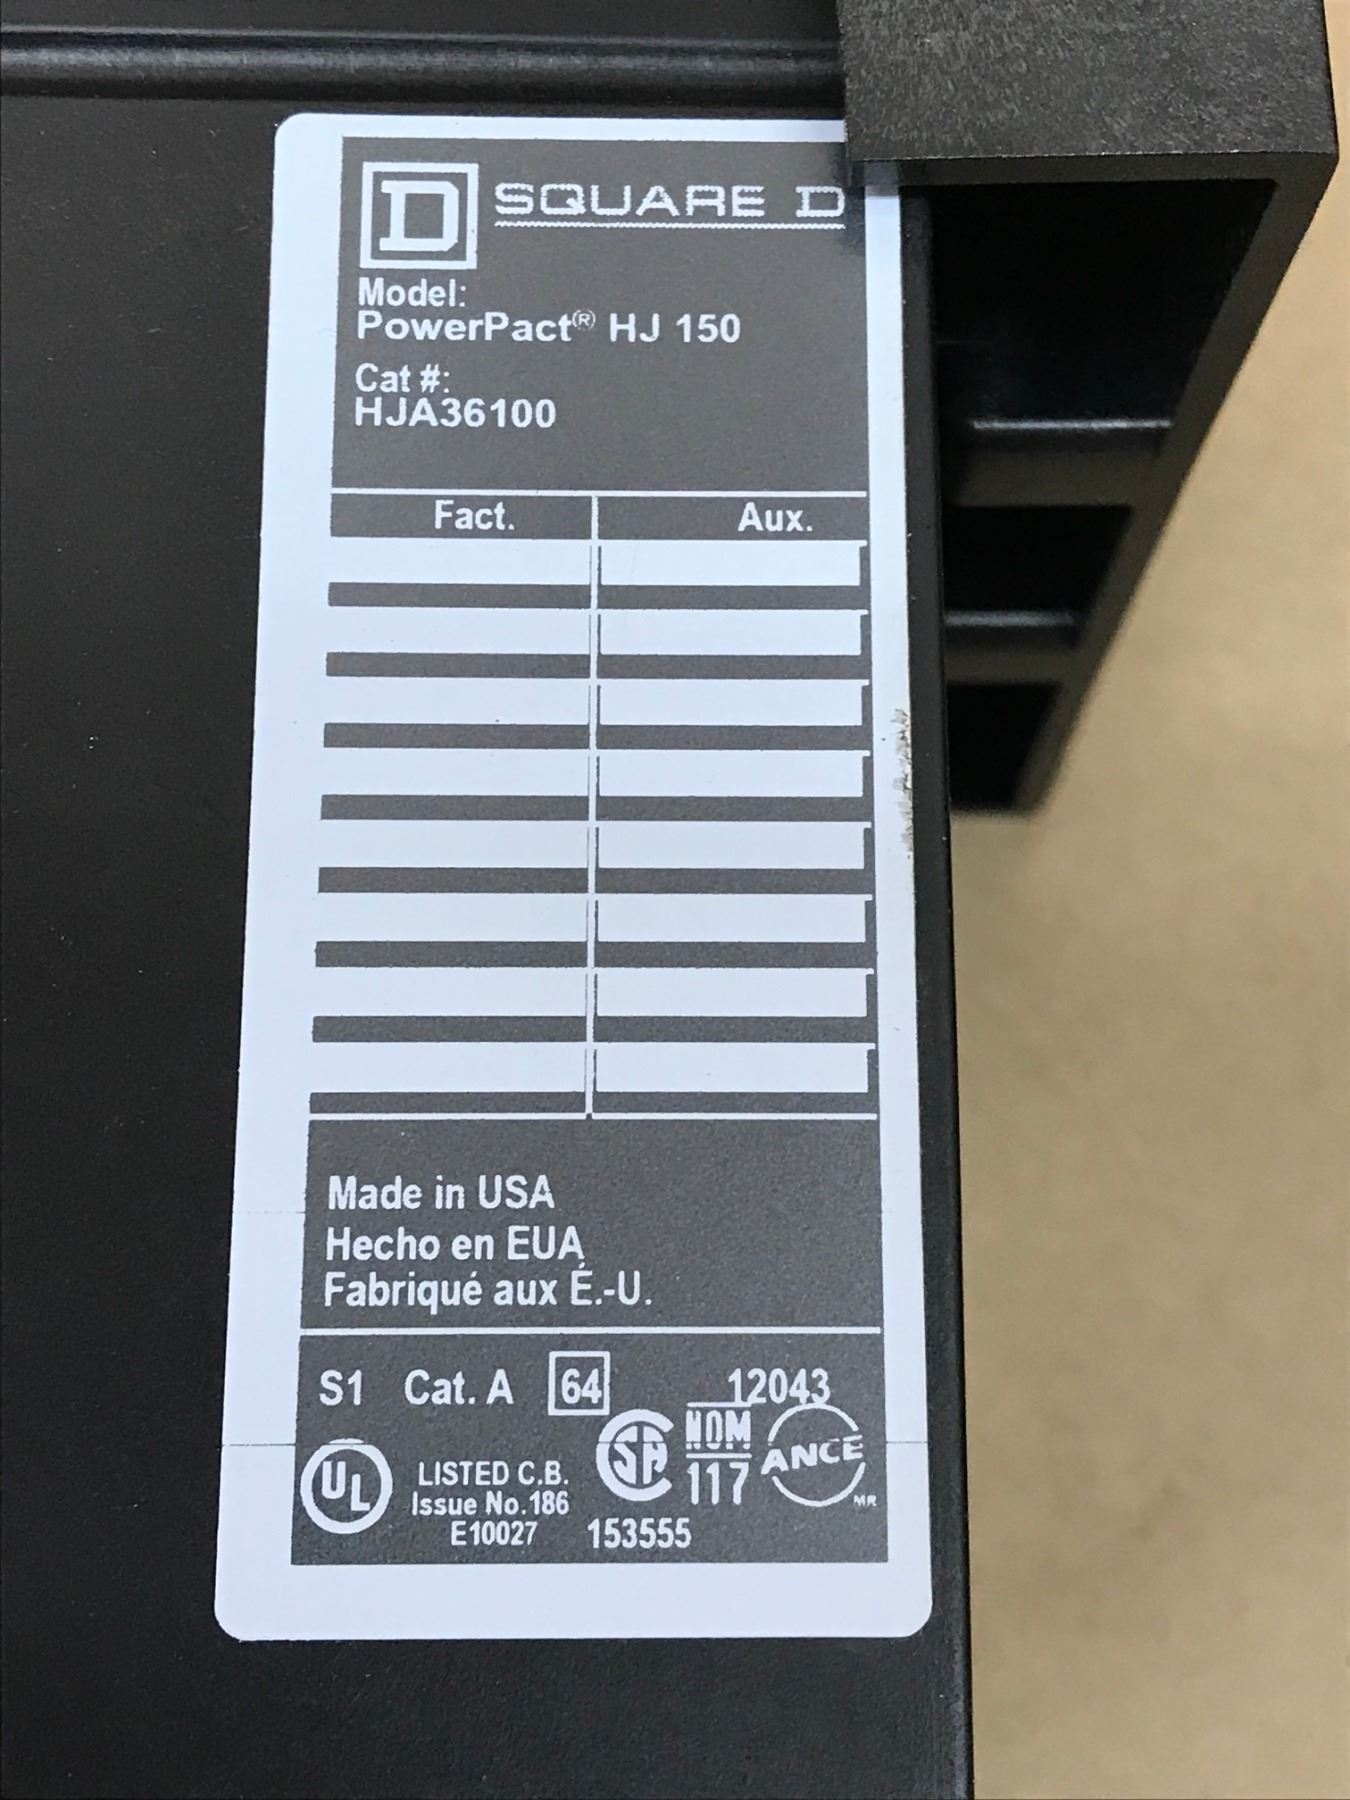 D SQUARE D
Model:
PowerPact® HJ 150
Cat #:
HJA36100
Fact. Aux.
Made in USA
Hecho en EUA
Fabriqué aux É.-U.
S1 Cat. A 64 12043
UL LISTED C.B. SA NOM ANCE
Issue No.186 117 MR
E10027 153555